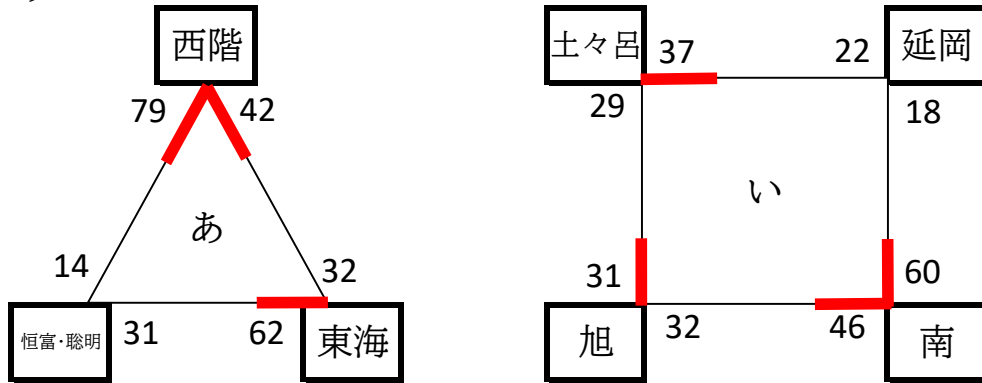 西階
79 42
あ
14 32
恒富・聡明 31 62 東海
土々呂 37 22 延岡
29 18
い
31 60
旭 32 46 南